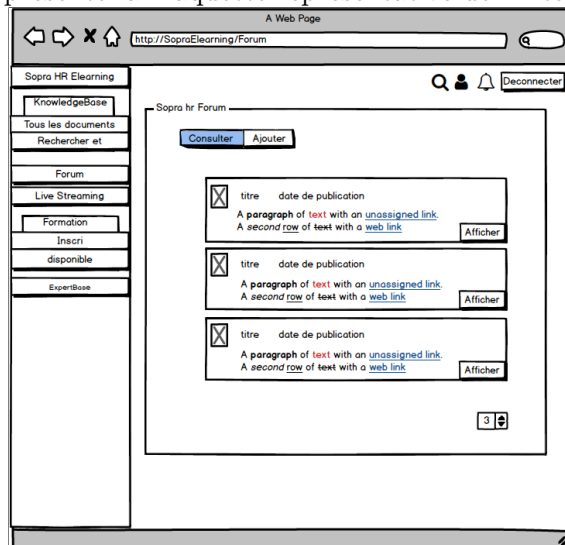 A Web Page
http://SopraElearning/Forum
Sopra HR Elearning
Deconnecter
KnowledgeBase
Tous les documents
Rechercher et
Forum
Live Streaming
Formation
Inscri
disponible
ExpertBase
Sopra hr Forum
Consulter Ajouter
titre date de publication
A paragraph of text with an unassigned link.
A second row of text with a web link
Afficher
titre date de publication
A paragraph of text with an unassigned link.
A second row of text with a web link
Afficher
titre date de publication
A paragraph of text with an unassigned link.
A second row of text with a web link
Afficher
3